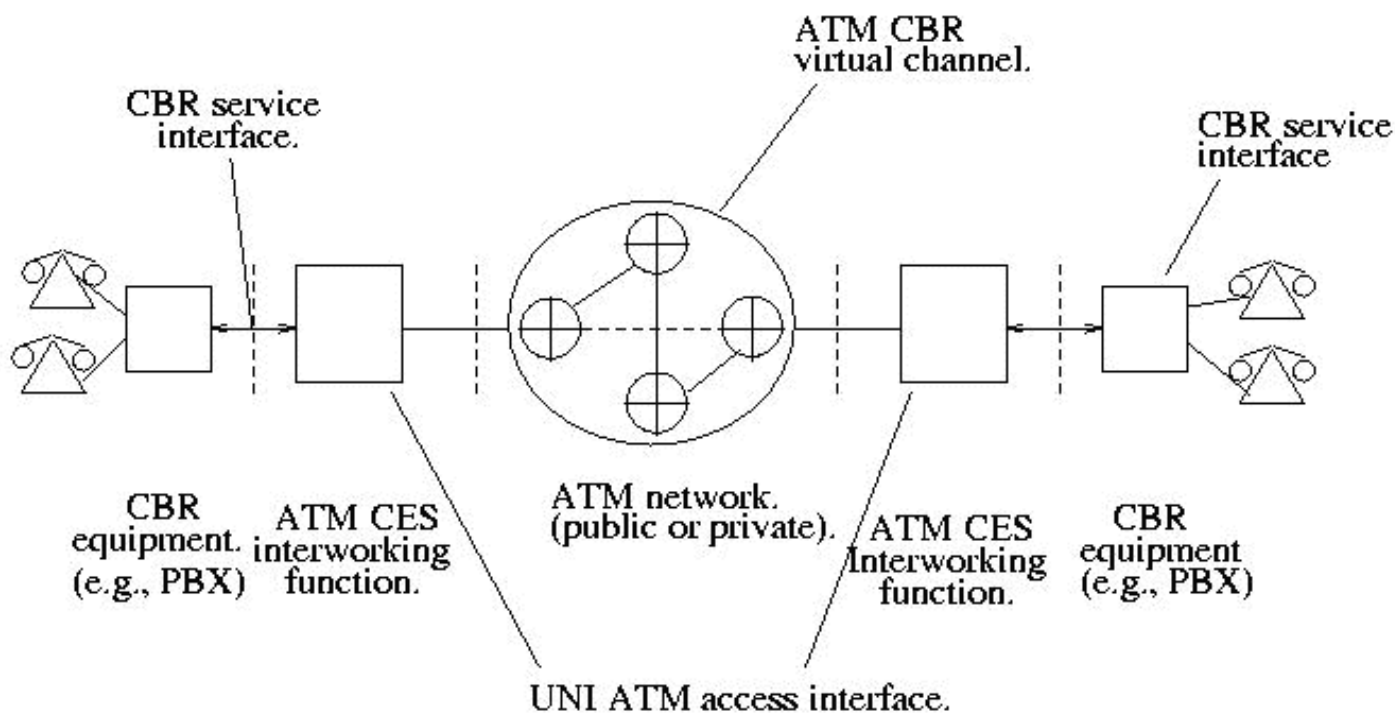 ATM CBR
virtual channel.
CBR service
interface.
CBR service
interface
CBR
equipment.
(e.g., PBX)
ATM CES
interworking
function.
ATM network.
(public or private).
ATM CES
Interworking
function.
CBR
equipment
(e.g., PBX)
UNI ATM access interface.